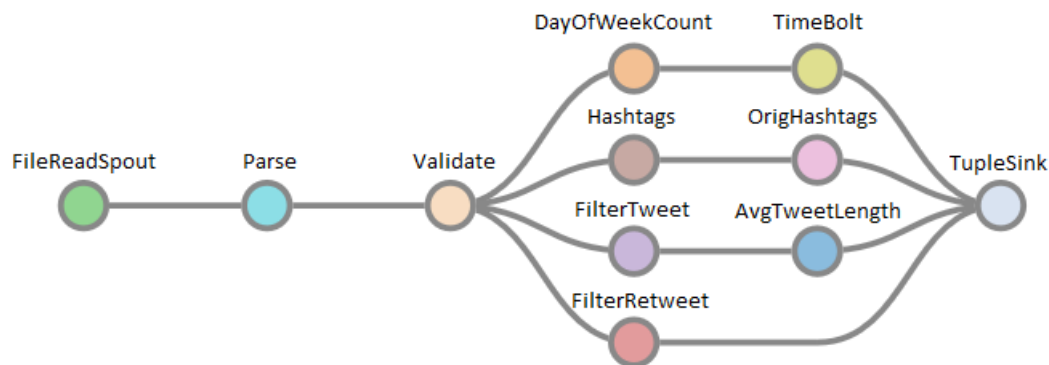 DayOfWeekCount
TimeBolt
Hashtags
OrigHashtags
FileReadSpout
Parse
Validate
TupleSink
FilterTweet
AvgTweetLength
FilterRetweet